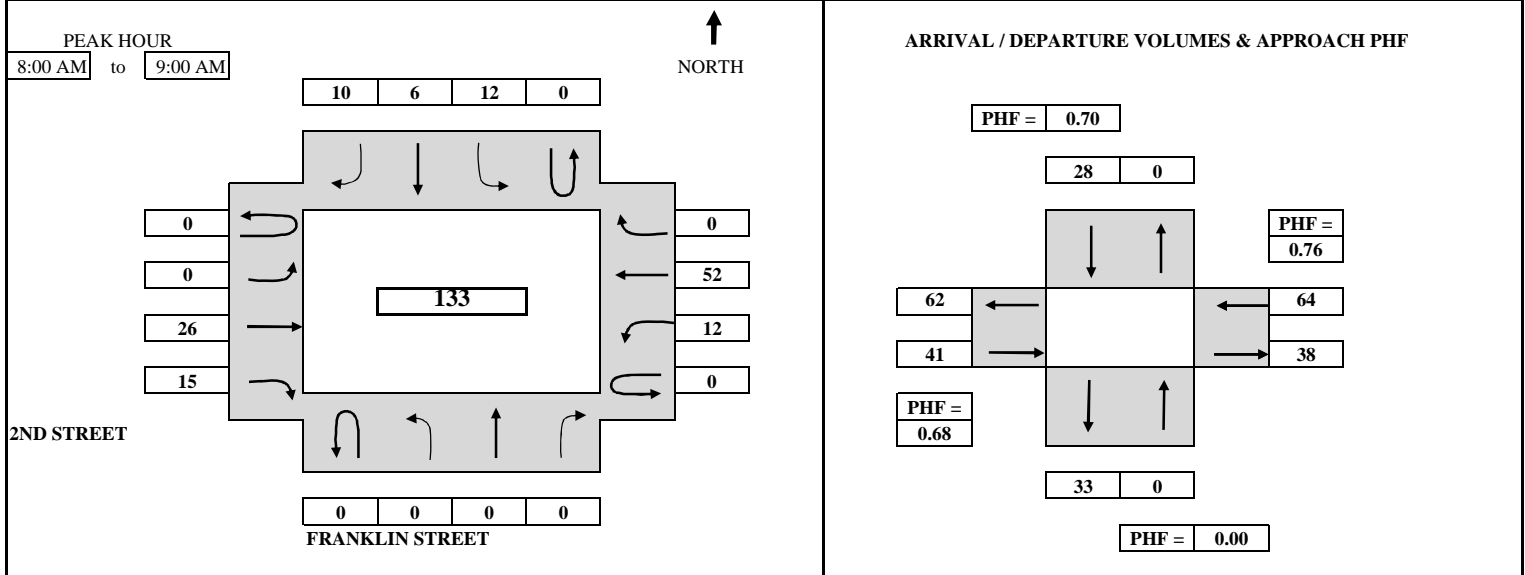 PEAK HOUR
8:00 AM to 9:00 AM
NORTH
10 6 12 0
0 0
0 52
133
26 12
15 0
2ND STREET
0 0 0 0
FRANKLIN STREET
ARRIVAL / DEPARTURE VOLUMES & APPROACH PHF
PHF = 0.70
28 0
PHF =
0.76
62 64
41 38
PHF =
0.68
33 0
PHF = 0.00